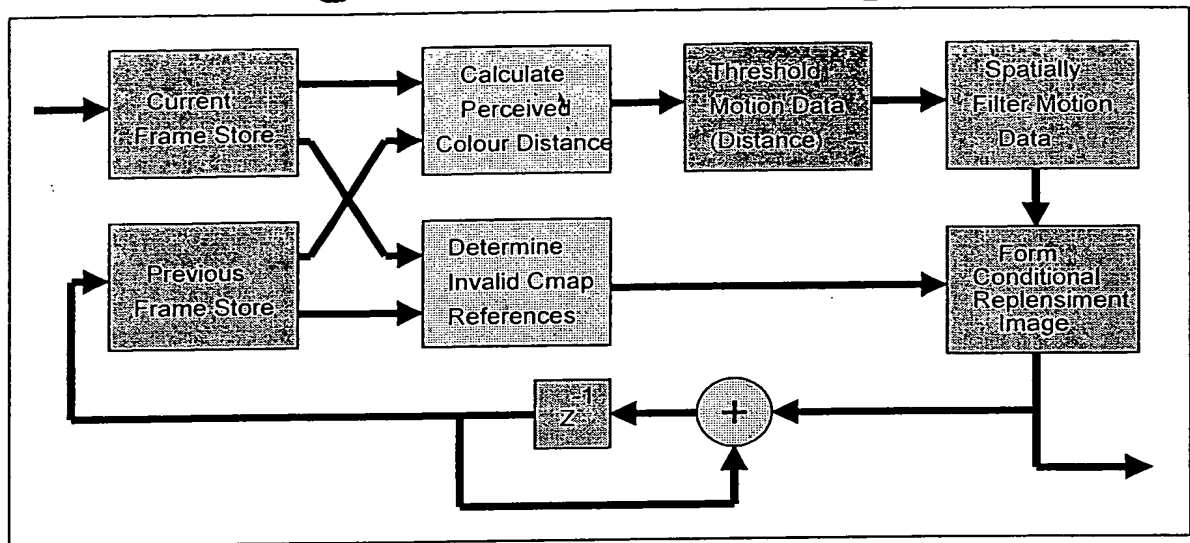 Current
Frame Store
Calculate
Perceived
Colour Distance
Threshold
Motion Data
(Distance)
Spatially
Filter Motion
Data
Previous
Frame Store
Determine
Invalid Cmap
References
Form
Conditional
Replensiment
Image
z-1
+